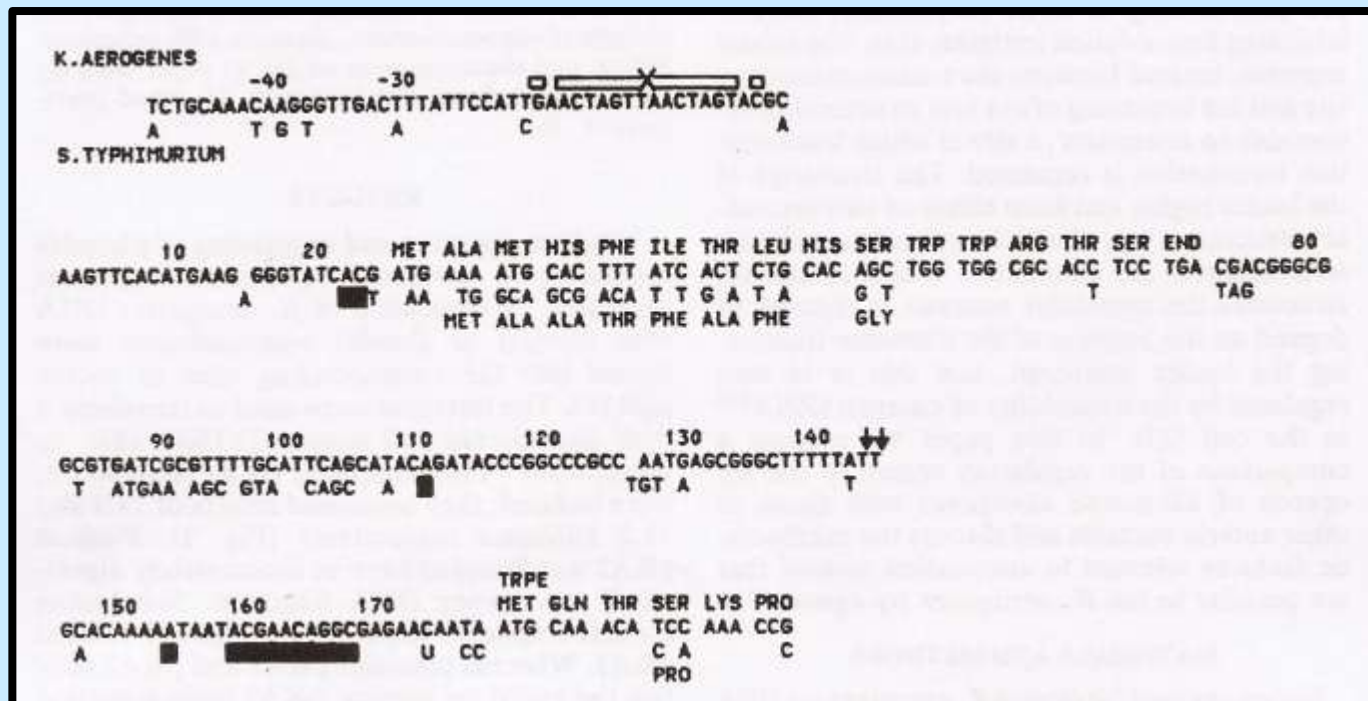 K.AEROGENES
-40 -30
TCTGCAAACAAGGGTTGACTTTATTCCATTGAACTAGTTAACTAGTACGC
A T G T A C A
S.TYPHIMURIUM
10 20 MET ALA MET HIS PHE ILE THR LEU HIS SER TRP TRP ARG THR SER END 80
AAGTTCACATGAAG GGGTATCACG ATG AAA ATG CAC TTT ATC ACT CTG CAC AGC TGG TGG CGC ACC TCC TGA CGACGGGCG
A T AA TG GCA GCG ACA T T G A T A G T T TAG
MET ALA ALA THR PHE ALA PHE GLY
90 100 110 120 130 140 ↓↓
GCGTGATCGCGTTTTGCATTCAGCATACAGATACCCGGCCCGCC AATGAGCGGGCTTTTTATT
T ATGAA AGC GTA CAGC A TGT A T
TRPE
150 160 170 MET GLN THR SER LYS PRO
GCACAAAAATAATACGAACAGGCGAGAACAATA ATG CAA ACA TCC AAA CCG
A U CC C A C
PRO